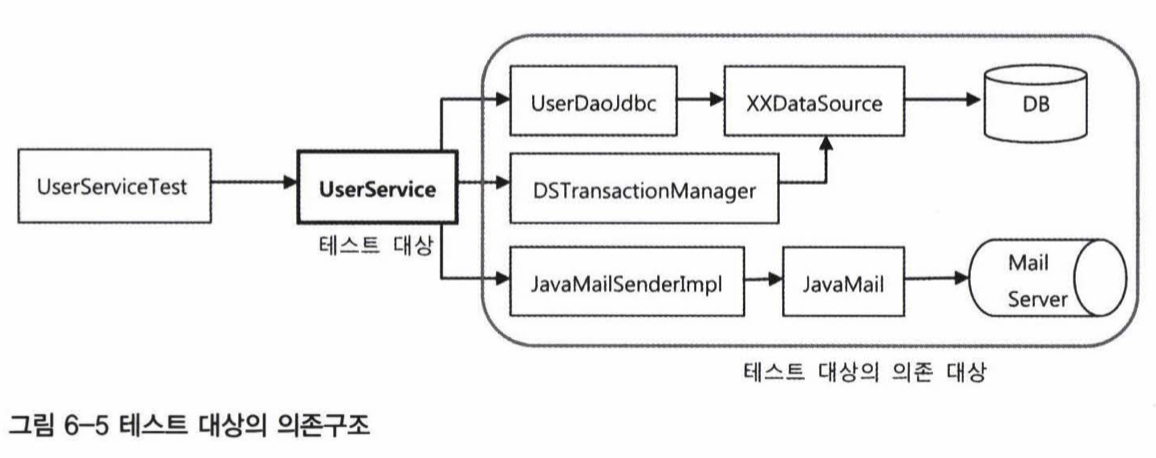 UserDaoJdbc
XXDataSource
DB
UserServiceTest
UserService
DSTransactionManager
테스트 대상
JavaMailSenderImpl
JavaMail
Mail
Server
테스트 대상의 의존 대상
그림 6-5 테스트 대상의 의존구조